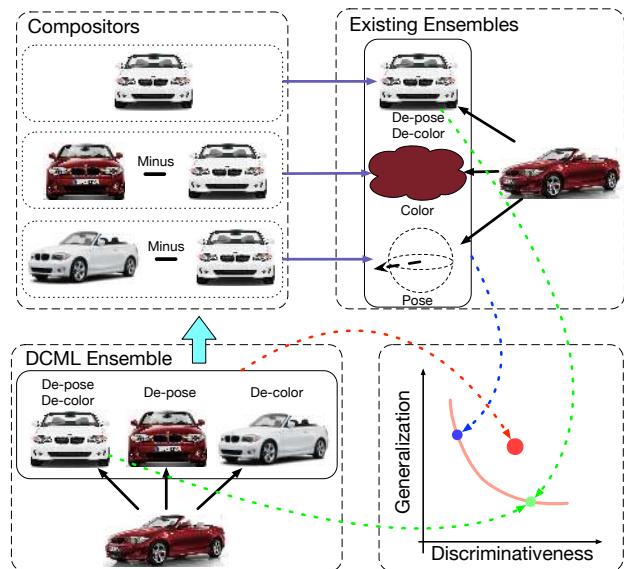 Compositors
Existing Ensembles
De-pose
De-color
Minus
Color
Minus
Pose
DCML Ensemble
De-pose
De-color
De-pose
De-color
Generalization
Discriminativeness